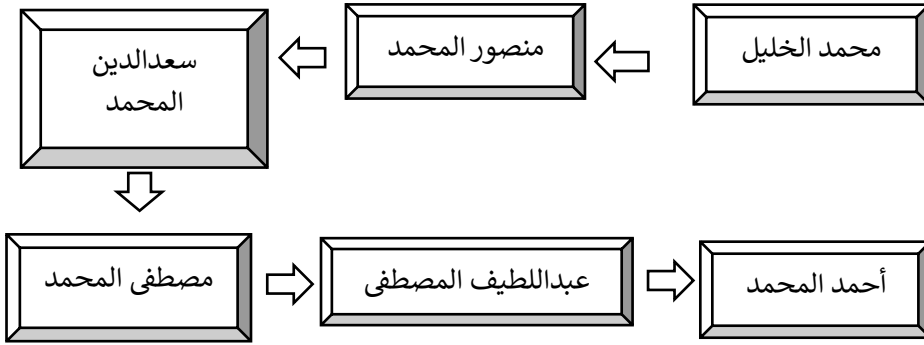 محمد الخليل
منصور المحمد
سعدالدين
المحمد
مصطفى المحمد
عبداللطيف المصطفى
أحمد المحمد